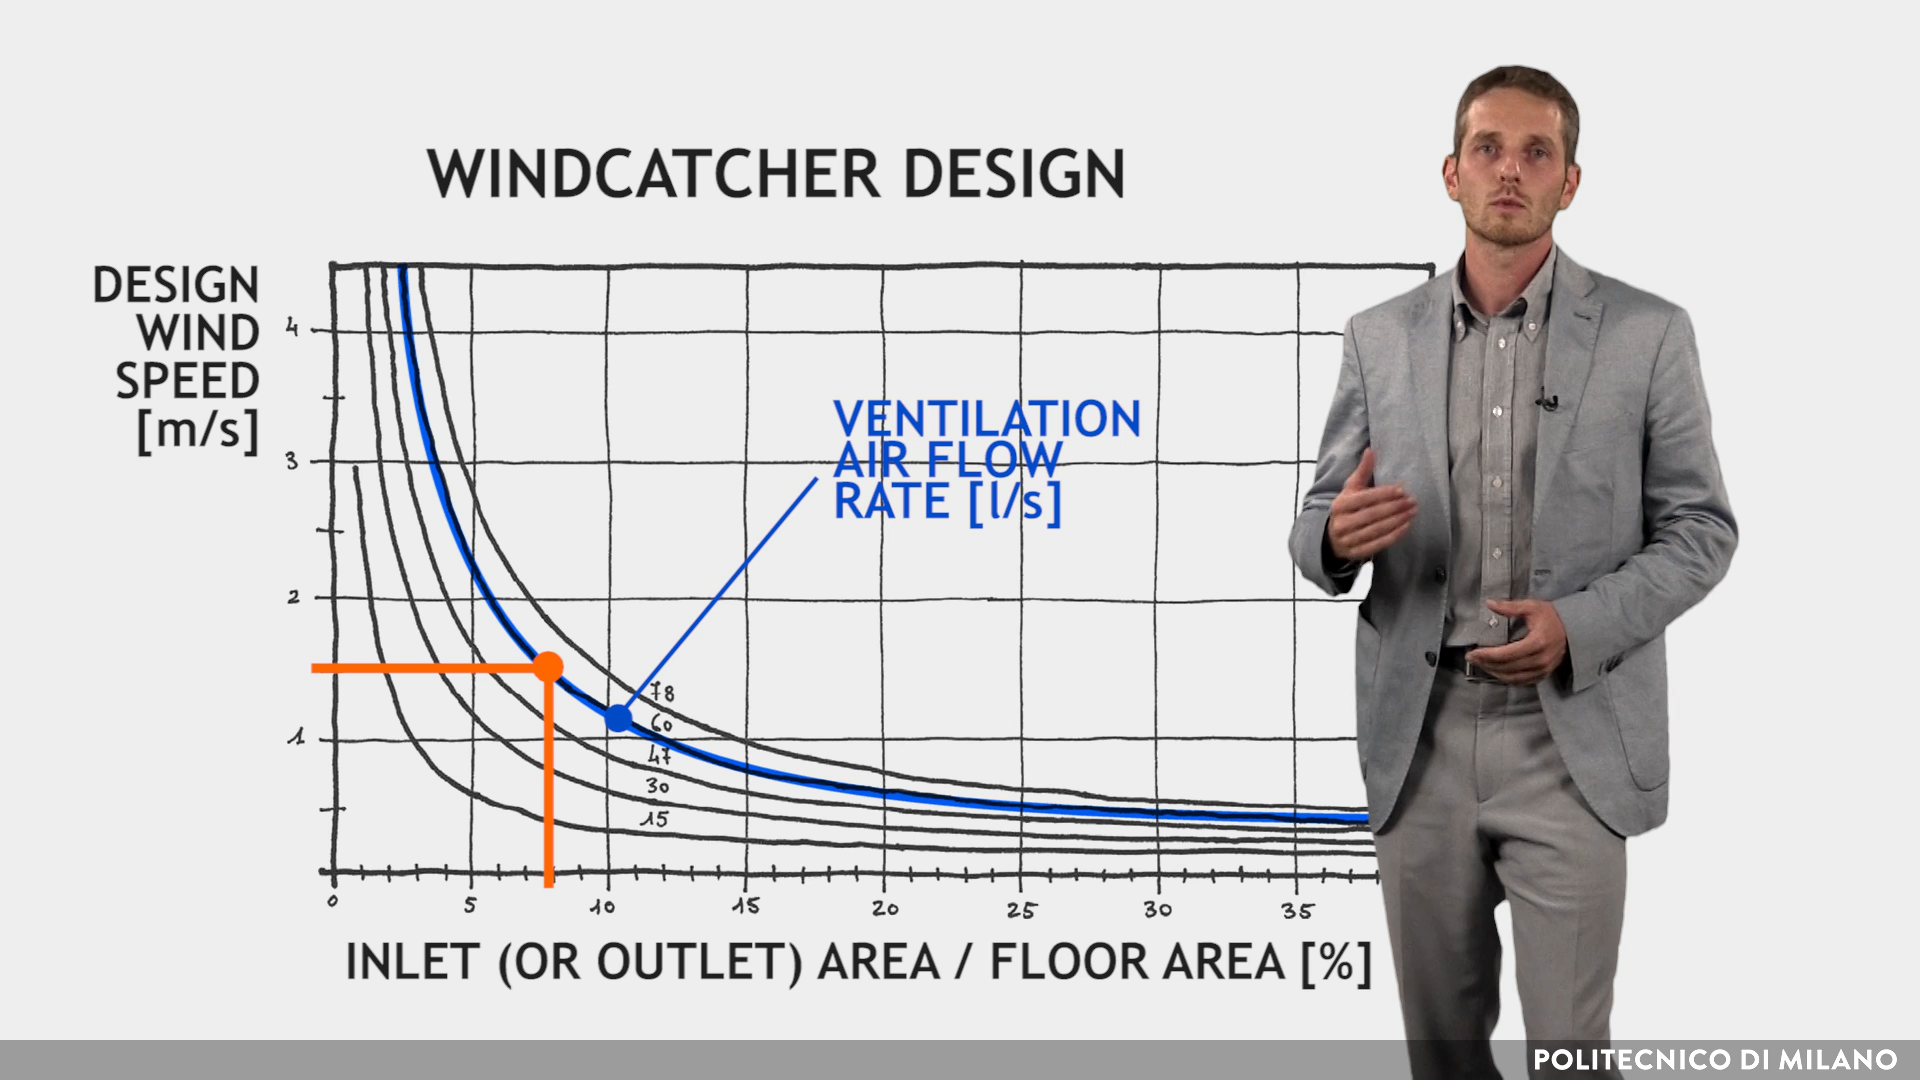 WINDCATCHER DESIGN
DESIGN
WIND
SPEED
[m/s]
4
3
2
1
VENTILATION
AIR FLOW
RATE [l/s]
78
60
47
30
15
0 5 10 15 20 25 30 35
INLET (OR OUTLET) AREA / FLOOR AREA [%]
POLITECNICO DI MILANO